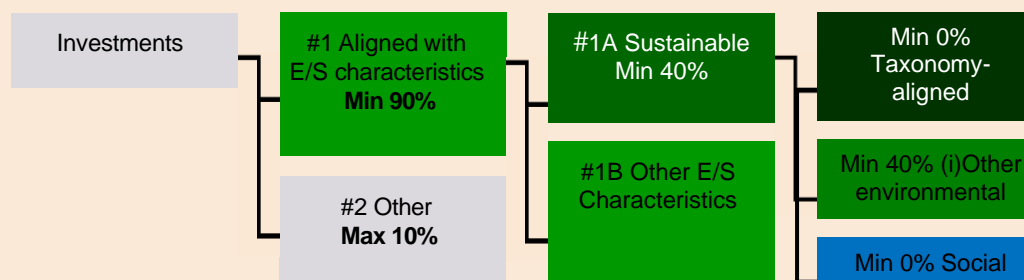 Investments
#1 Aligned with
E/S characteristics
Min 90%
#2 Other
Max 10%
#1A Sustainable
Min 40%
#1B Other E/S
Characteristics
Min 0%
Taxonomy-
aligned
Min 40% (i)Other
environmental
Min 0% Social